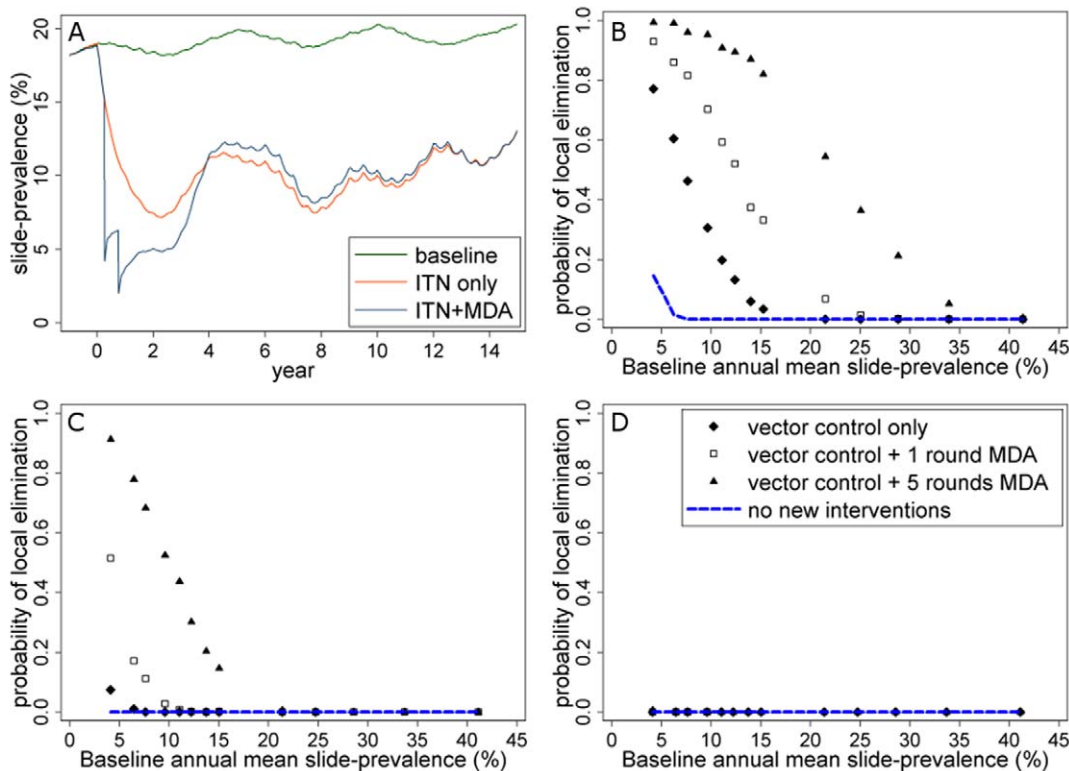 A
slide-prevalence (%)
20
15
10
5
0
baseline
ITN only
ITN+MDA
0 2 4 6 8 10 12 14
year
B
probability of local elimination
1.0
0.8
0.6
0.4
0.2
0.0
0 5 10 15 20 25 30 35 40 45
Baseline annual mean slide-prevalence (%)
C
probability of local elimination
1.0
0.8
0.6
0.4
0.2
0.0
0 5 10 15 20 25 30 35 40 45
Baseline annual mean slide-prevalence (%)
D
probability of local elimination
1.0
0.8
0.6
0.4
0.2
0.0
vector control only
vector control + 1 round MDA
vector control + 5 rounds MDA
no new interventions
0 5 10 15 20 25 30 35 40 45
Baseline annual mean slide-prevalence (%)